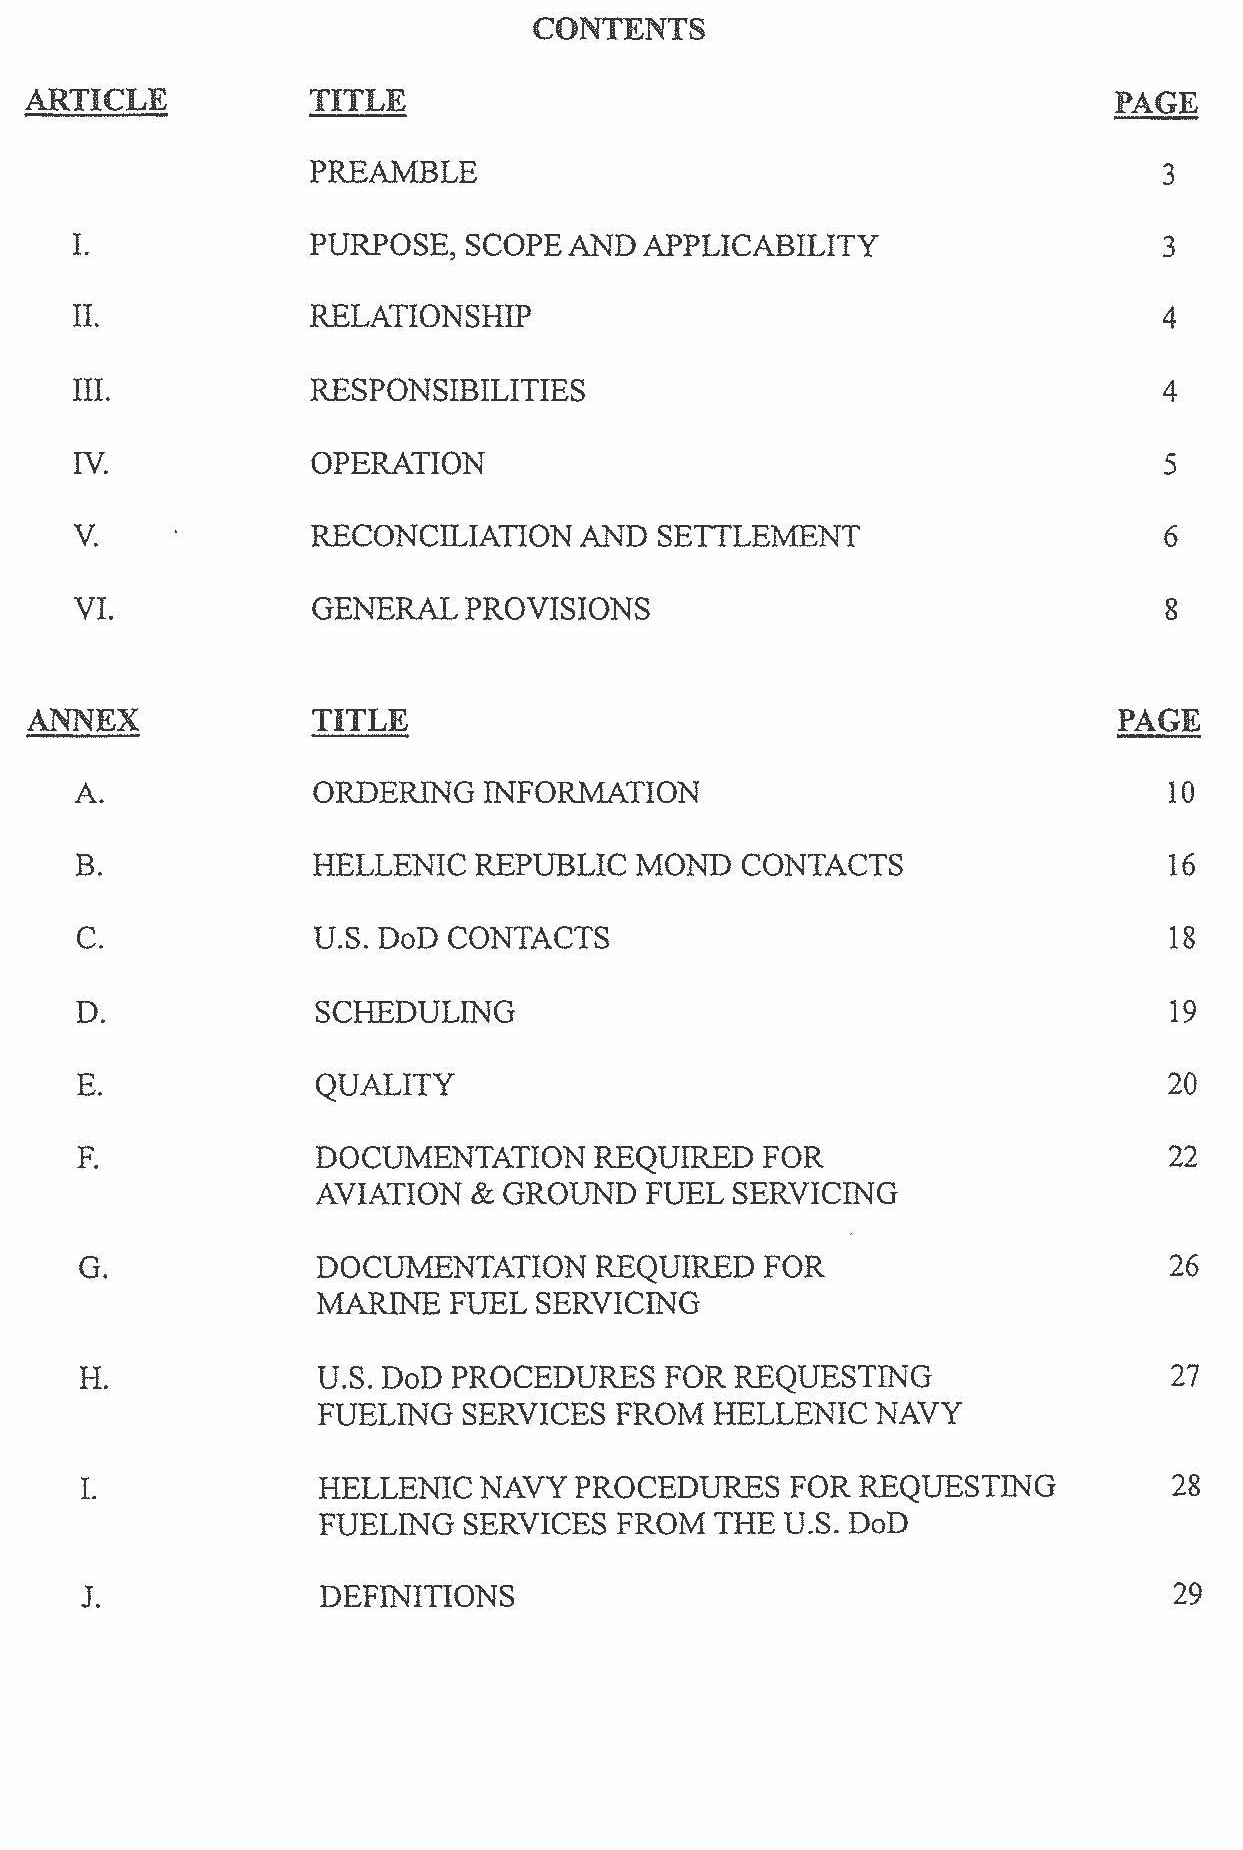 CONTENTS
ARTICLE TITLE PAGE
PREAMBLE 3
I. PURPOSE, SCOPE AND APPLICABILITY 3
II. RELATIONSHIP 4
III. RESPONSIBILITIES 4
IV. OPERATION 5
V. RECONCILIATION AND SETTLEMENT 6
VI. GENERAL PROVISIONS 8
ANNEX TITLE PAGE
A. ORDERING INFORMATION 10
B. HELLENIC REPUBLIC MOND CONTACTS 16
C. U.S. DoD CONTACTS 18
D. SCHEDULING 19
E. QUALITY 20
F. DOCUMENTATION REQUIRED FOR 22
AVIATION & GROUND FUEL SERVICING
G. DOCUMENTATION REQUIRED FOR 26
MARINE FUEL SERVICING
H. U.S. DoD PROCEDURES FOR REQUESTING 27
FUELING SERVICES FROM HELLENIC NAVY
I. HELLENIC NAVY PROCEDURES FOR REQUESTING 28
FUELING SERVICES FROM THE U.S. DoD
J. DEFINITIONS 29